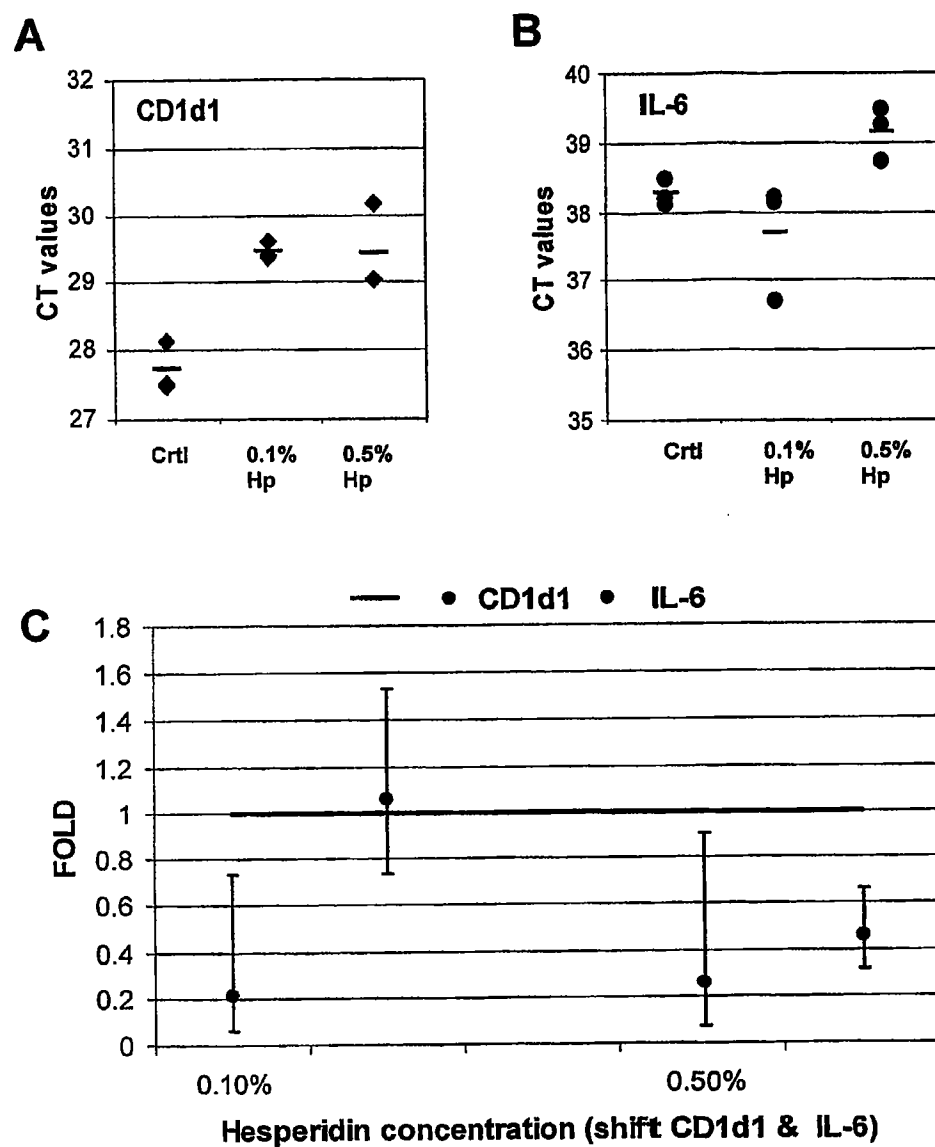 A
CD1d1
CT values
32
31
30
29
28
27
Crtl
0.1%
Hp
0.5%
Hp
B
IL-6
CT values
40
39
38
37
36
35
Crtl
0.1%
Hp
0.5%
Hp
C
CD1d1 IL-6
FOLD
1.8
1.6
1.4
1.2
1
0.8
0.6
0.4
0.2
0
0.10%
0.50%
Hesperidin concentration (shift CD1d1 & IL-6)